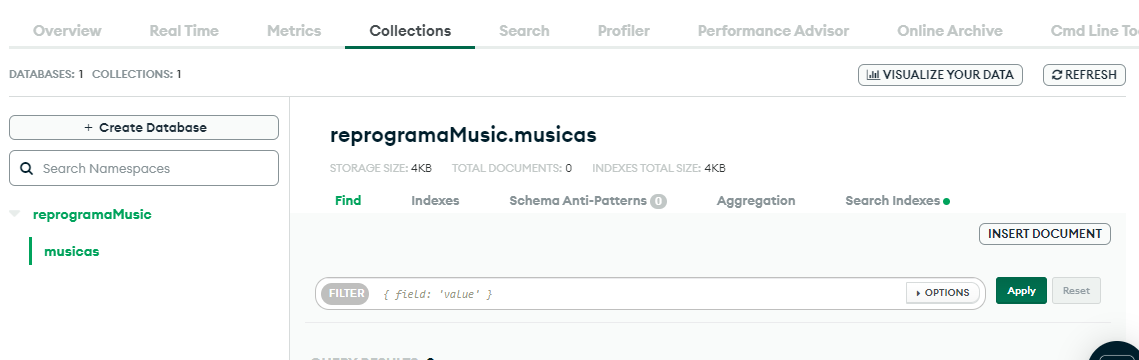 Overview Real Time Metrics Collections Search Profiler Performance Advisor Online Archive Cmd Line To
DATABASES: 1 COLLECTIONS: 1
VISUALIZE YOUR DATA
REFRESH
+ Create Database
Search Namespaces
reprogramaMusic
musicas
reprogramaMusic.musicas
STORAGE SIZE: 4KB TOTAL DOCUMENTS: 0 INDEXES TOTAL SIZE: 4KB
Find Indexes Schema Anti-Patterns 0 Aggregation Search Indexes
INSERT DOCUMENT
FILTER { field: 'value' } OPTIONS Apply Reset